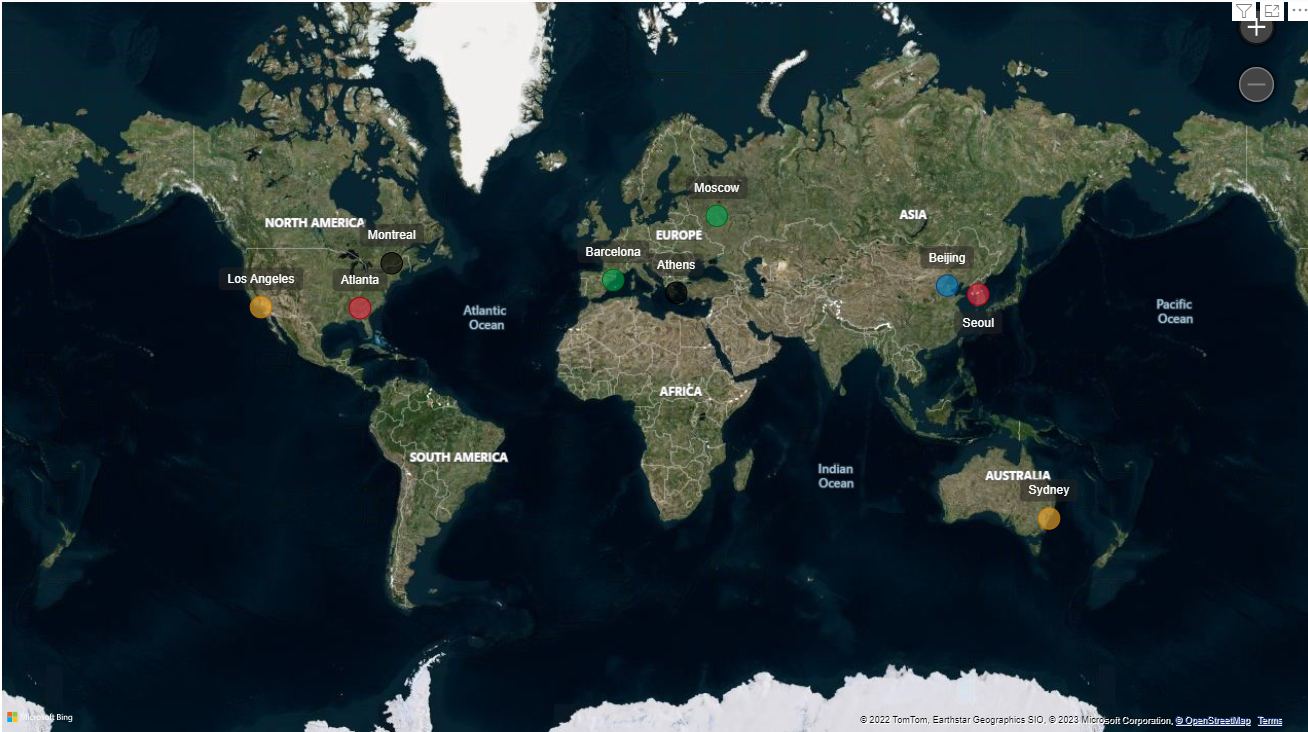 Moscow
ASIA
NORTH AMERICA
Montreal
EUROPE
Barcelona
Athens
Beijing
Los Angeles
Atlanta
Atlantic
Ocean
Pacific
Ocean
Seoul
AFRICA
SOUTH AMERICA
Indian
Ocean
AUSTRALIA
Sydney
Microsoft Bing
© 2022 TomTom, Earthstar Geographics SIO, © 2023 Microsoft Corporation, © OpenStreetMap Terms